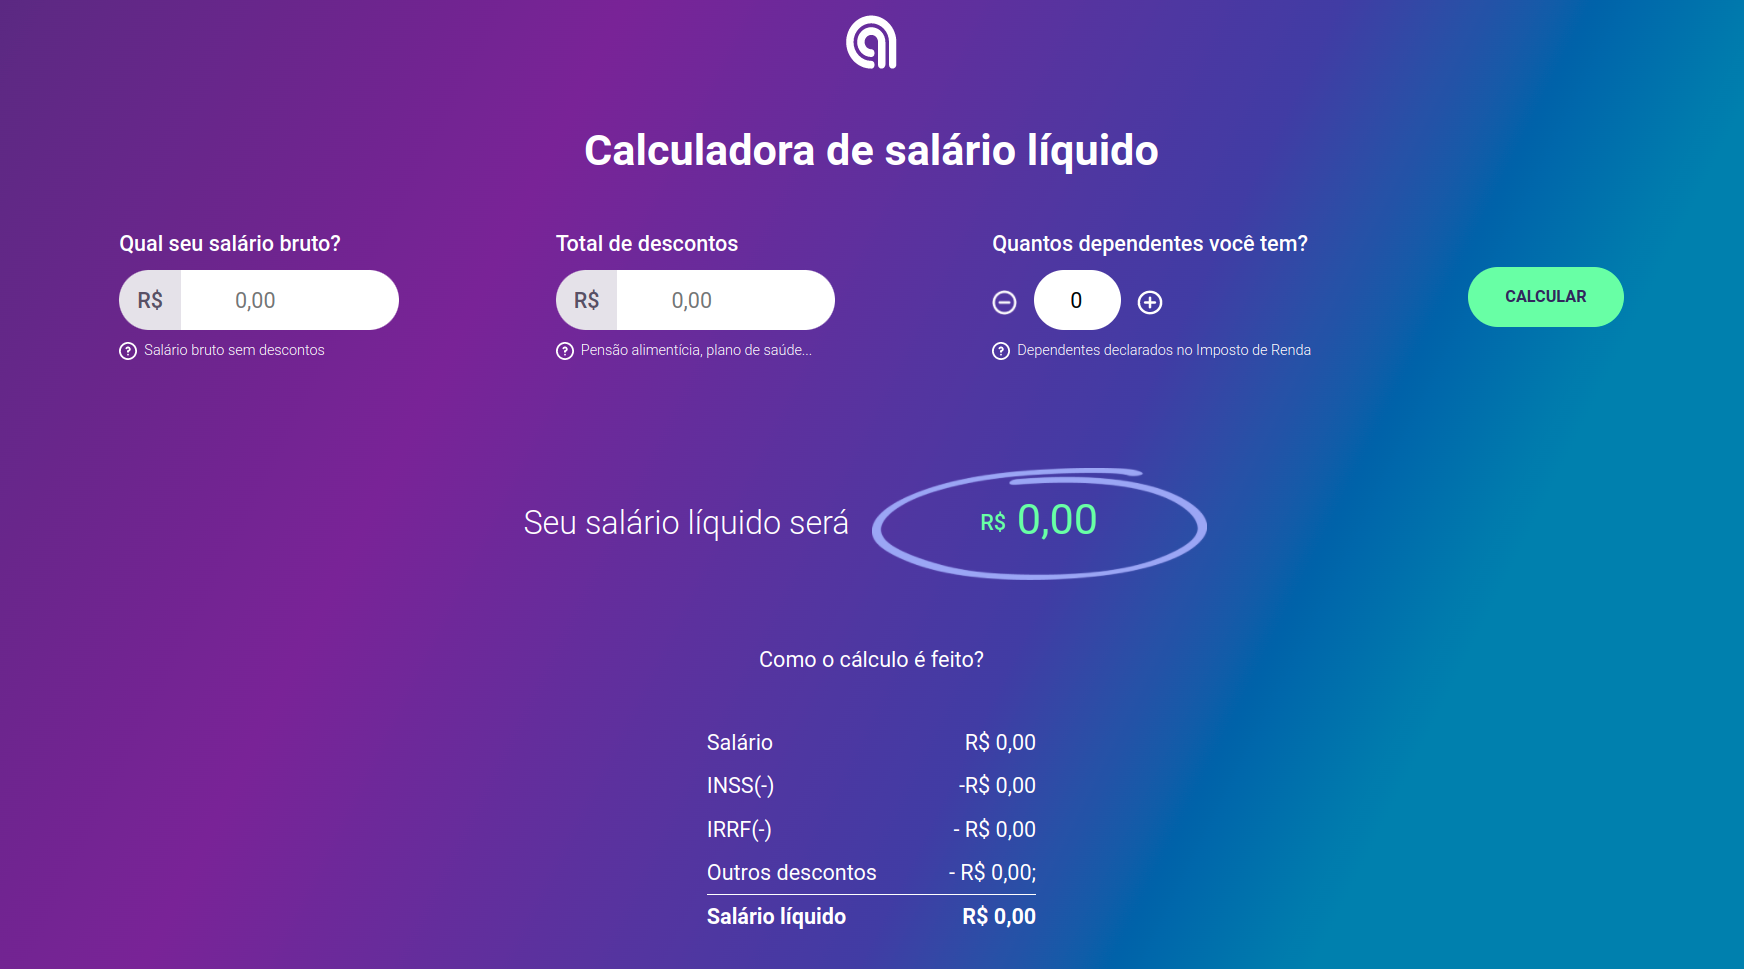 Calculadora de salário líquido
Qual seu salário bruto?
R$ 0,00
Salário bruto sem descontos
Total de descontos
R$ 0,00
Pensão alimentícia, plano de saúde...
Quantos dependentes você tem?
0
Dependentes declarados no Imposto de Renda
CALCULAR
Seu salário líquido será R$ 0,00
Como o cálculo é feito?
Salário R$ 0,00
INSS(-) -R$ 0,00
IRRF(-) - R$ 0,00
Outros descontos - R$ 0,00;
Salário líquido R$ 0,00